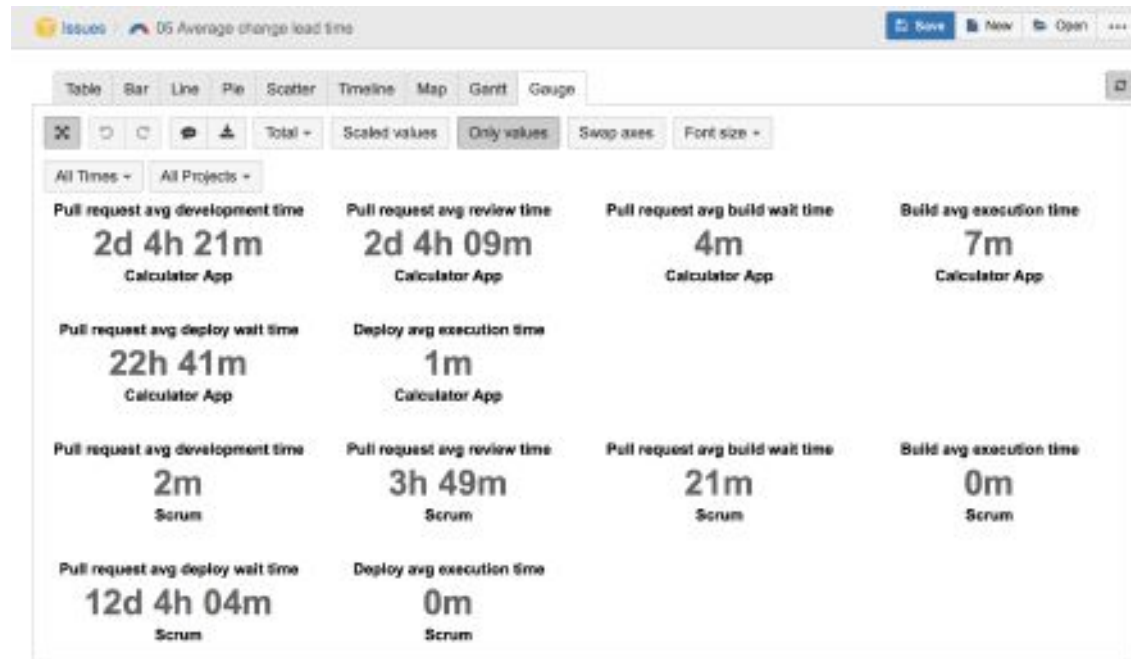 Issues / 05 Average change lead time Save New Open ...
Table Bar Line Pie Scatter Timeline Map Gantt Gauge
Total Scaled values Only values Swap axes Font size
All Times All Projects
Pull request avg development time Pull request avg review time Pull request avg build wait time Build avg execution time
2d 4h 21m 2d 4h 09m 4m 7m
Calculator App Calculator App Calculator App Calculator App
Pull request avg deploy wait time Deploy avg execution time
22h 41m 1m
Calculator App Calculator App
Pull request avg development time Pull request avg review time Pull request avg build wait time Build avg execution time
2m 3h 49m 21m 0m
Scrum Scrum Scrum Scrum
Pull request avg deploy wait time Deploy avg execution time
12d 4h 04m 0m
Scrum Scrum